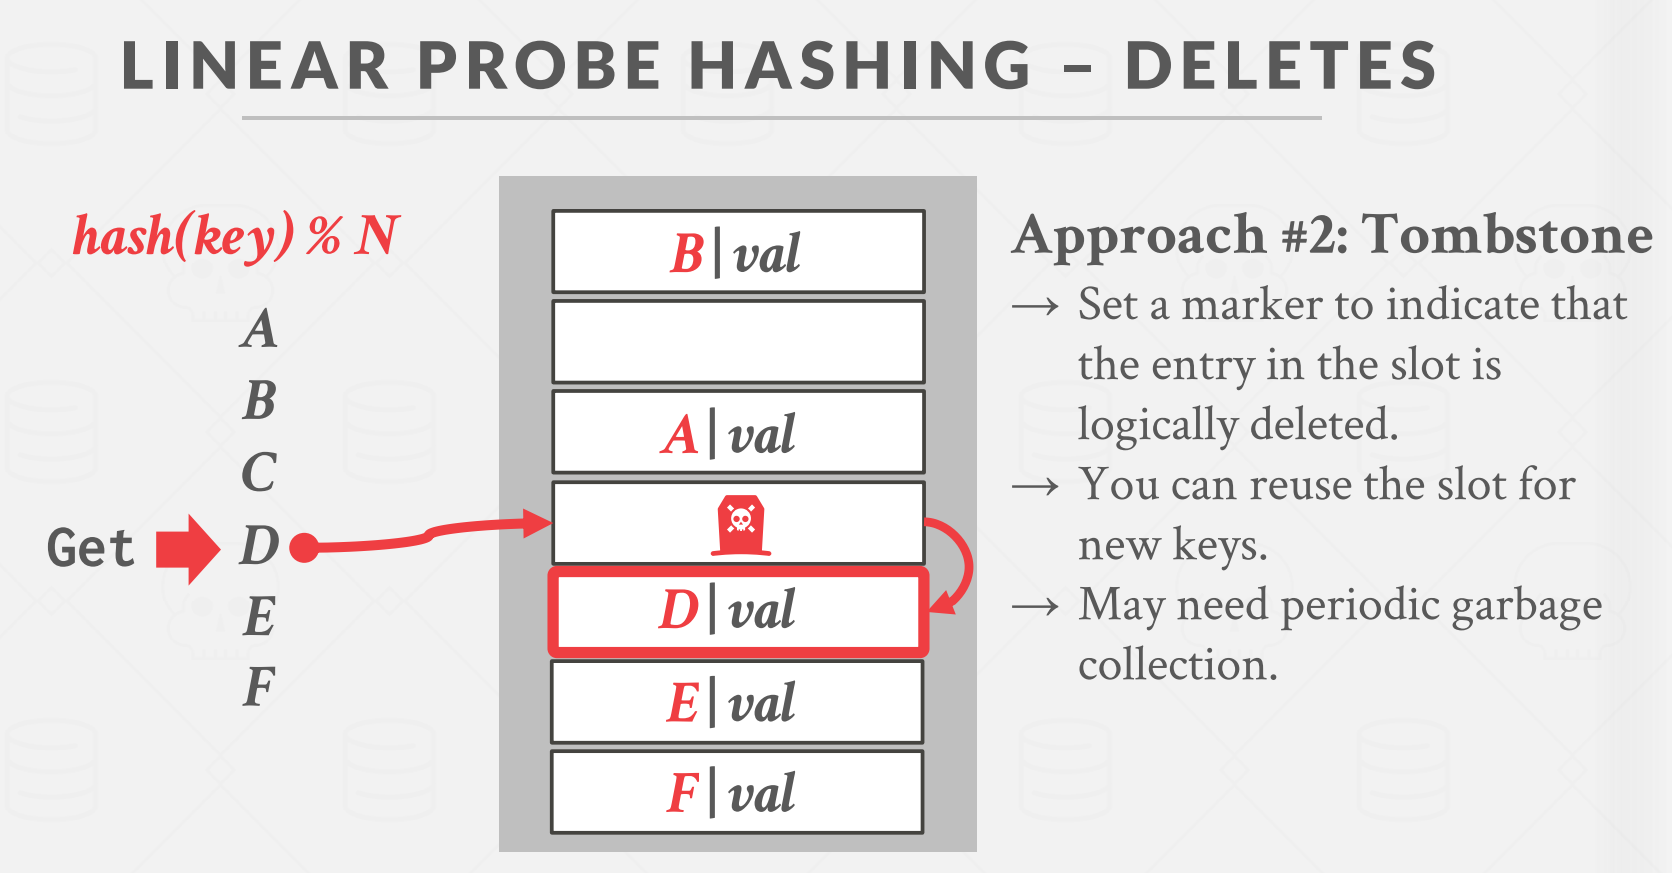 LINEAR PROBE HASHING – DELETES
hash(key) % N
A
B
C
Get D
E
F
B|val
A|val
D|val
E|val
F|val
Approach #2: Tombstone
→ Set a marker to indicate that
the entry in the slot is
logically deleted.
→ You can reuse the slot for
new keys.
→ May need periodic garbage
collection.